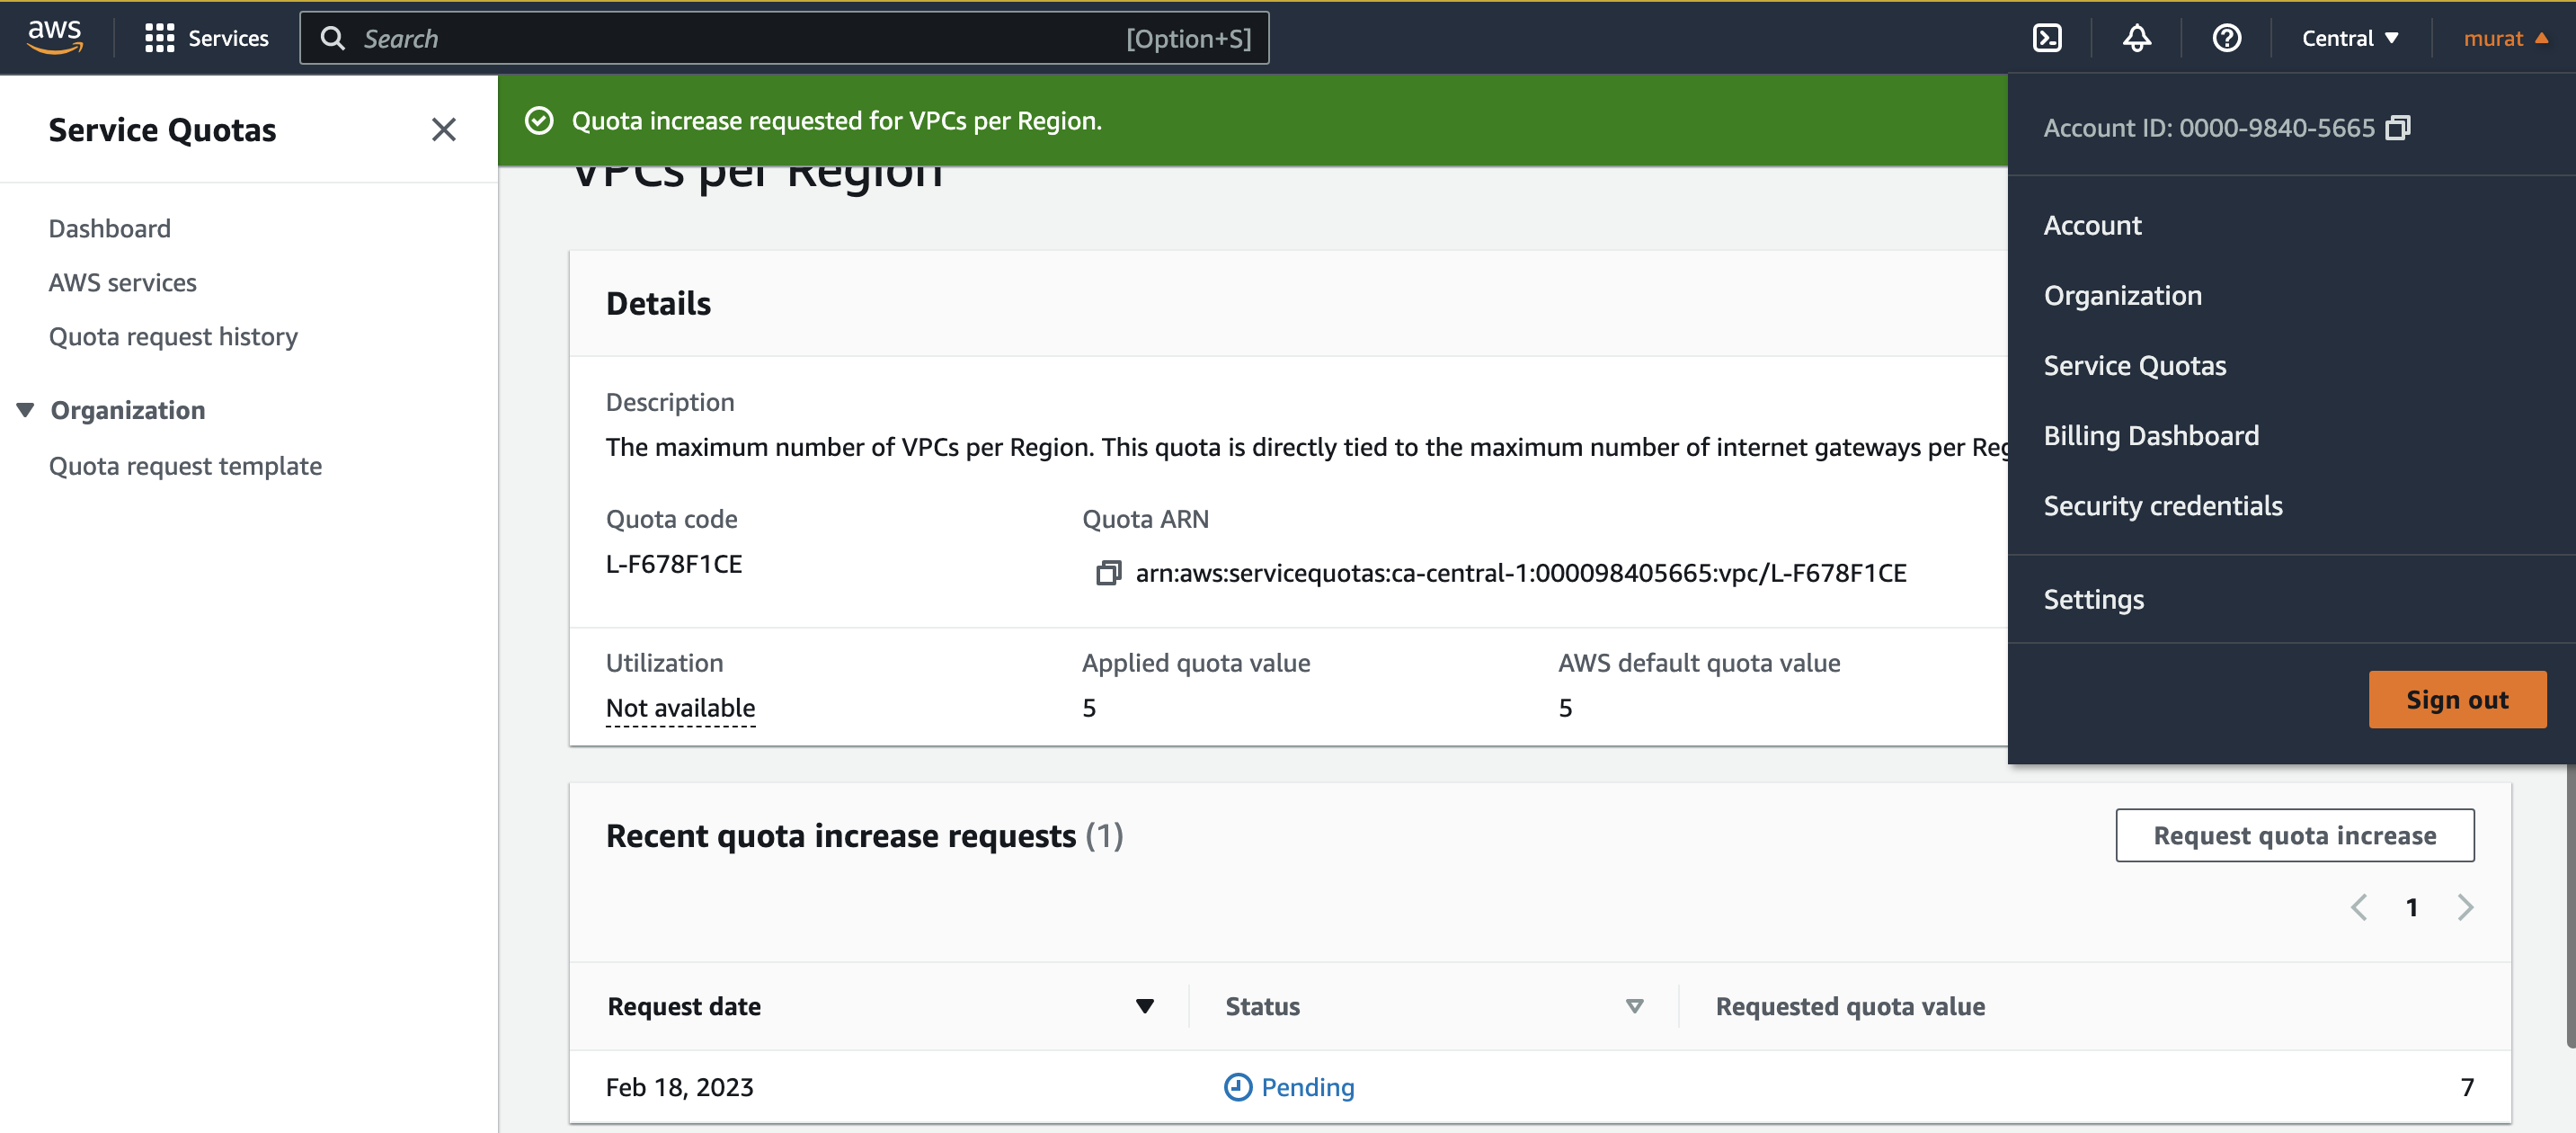 aws
Services
Search
[Option+S]
Central
murat
Service Quotas
Dashboard
AWS services
Quota request history
Organization
Quota request template
Quota increase requested for VPCs per Region.
VPCs per Region
Details
Description
The maximum number of VPCs per Region. This quota is directly tied to the maximum number of internet gateways per
Quota code
L-F678F1CE
Quota ARN
arn:aws:servicequotas:ca-central-1:000098405665:vpc/L-F678F1CE
Utilization
Not available
Applied quota value
5
AWS default quota value
5
Account ID: 0000-9840-5665
Account
Organization
Service Quotas
Billing Dashboard
Security credentials
Settings
Sign out
Recent quota increase requests (1)
Request quota increase
1
Request date
Status
Requested quota value
Feb 18, 2023
Pending
7